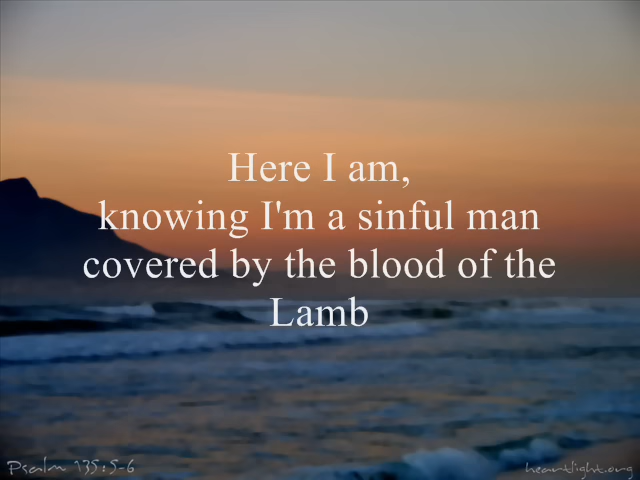 Here I am,
knowing I'm a sinful man
covered by the blood of the
Lamb
Psalm 135:5-6
heartlight.org